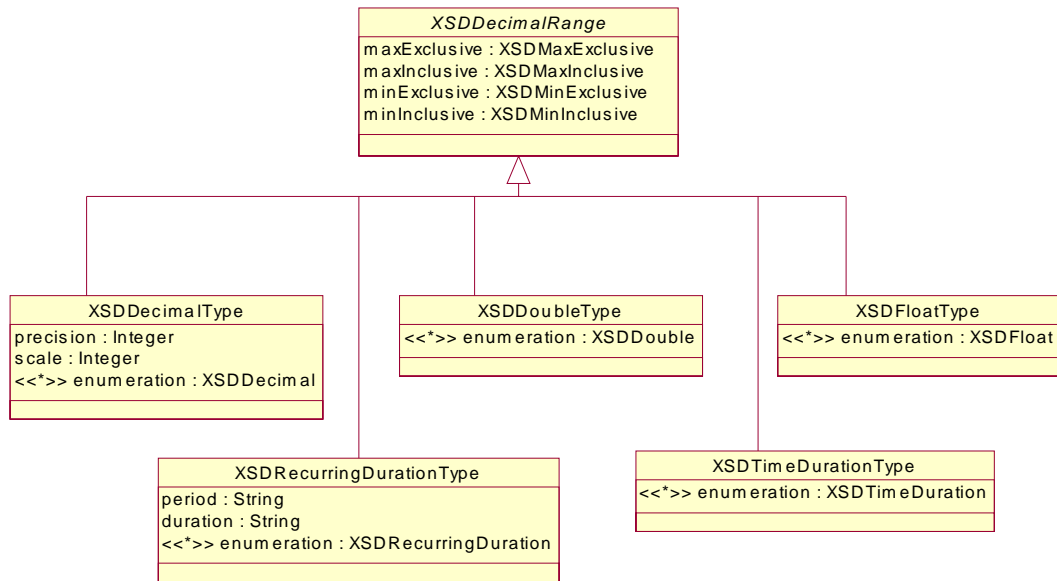 XSDDecimalRange
maxExclusive : XSDMaxExclusive
maxInclusive : XSDMaxInclusive
minExclusive : XSDMinExclusive
minInclusive : XSDMinInclusive
XSDDecimalType
precision : Integer
scale : Integer
<<*>> enumeration : XSDDecimal
XSDDoubleType
<<*>> enumeration : XSDDouble
XSDFloatType
<<*>> enumeration : XSDFloat
XSDRecurringDurationType
period : String
duration : String
<<*>> enumeration : XSDRecurringDuration
XSDTimeDurationType
<<*>> enumeration : XSDTimeDuration